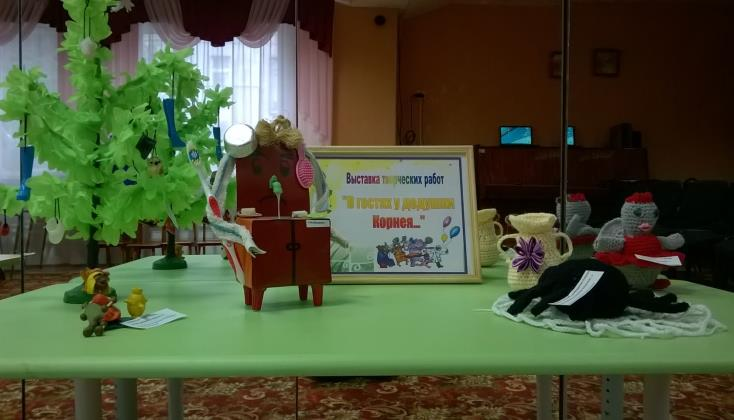 Выставка творческих работ
"В гостях у дедушки
Корнея..."